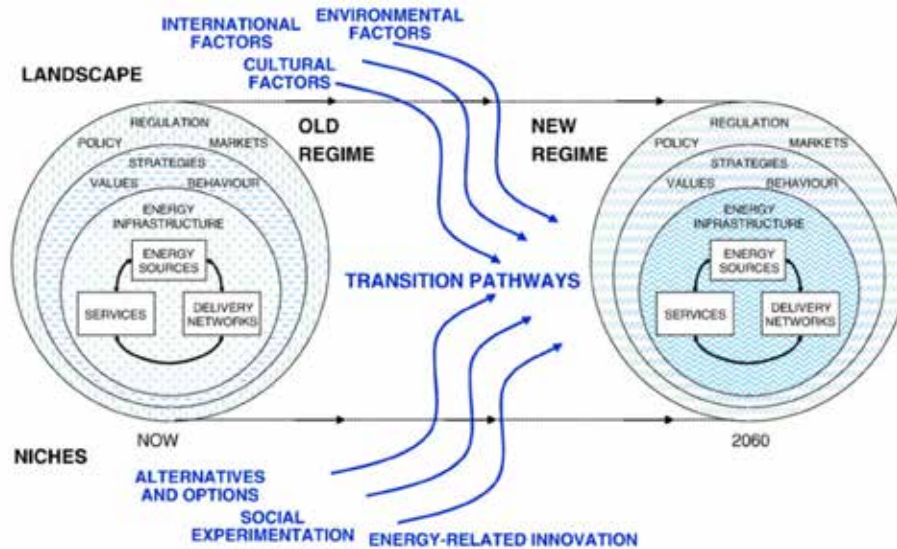 INTERNATIONAL
FACTORS
ENVIRONMENTAL
FACTORS
CULTURAL
FACTORS
LANDSCAPE
REGULATION
POLICY
MARKETS
STRATEGIES
VALUES
BEHAVIOUR
ENERGY
INFRASTRUCTURE
ENERGY
SOURCES
SERVICES
DELIVERY
NETWORKS
OLD
REGIME
NEW
REGIME
TRANSITION PATHWAYS
REGULATION
POLICY
MARKETS
STRATEGIES
VALUES
BEHAVIOUR
ENERGY
INFRASTRUCTURE
ENERGY
SOURCES
SERVICES
DELIVERY
NETWORKS
NOW
2060
NICHES
ALTERNATIVES
AND OPTIONS
SOCIAL
EXPERIMENTATION
ENERGY-RELATED INNOVATION